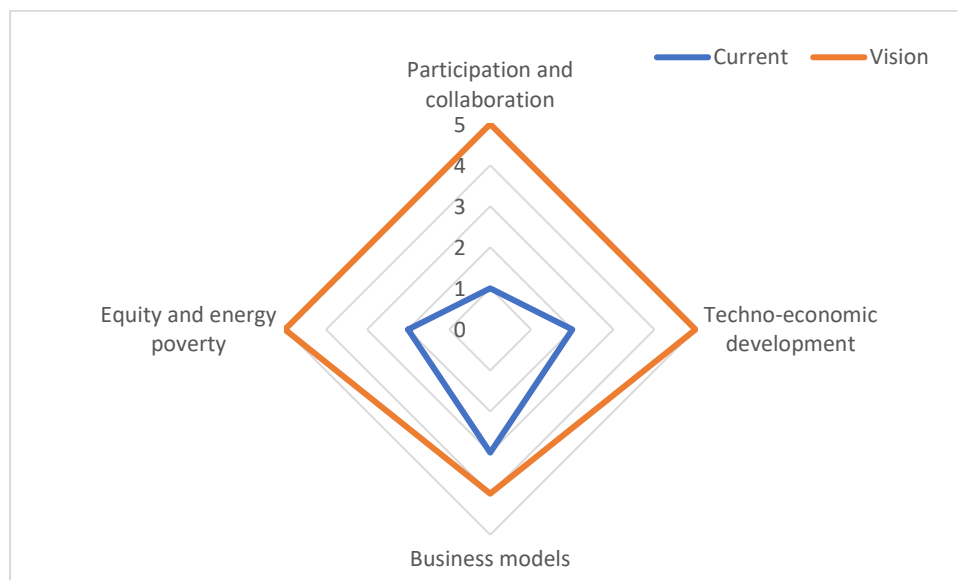 Current Vision
Participation and
collaboration
5
4
3
2
1
0
Equity and energy
poverty
Techno-economic
development
Business models